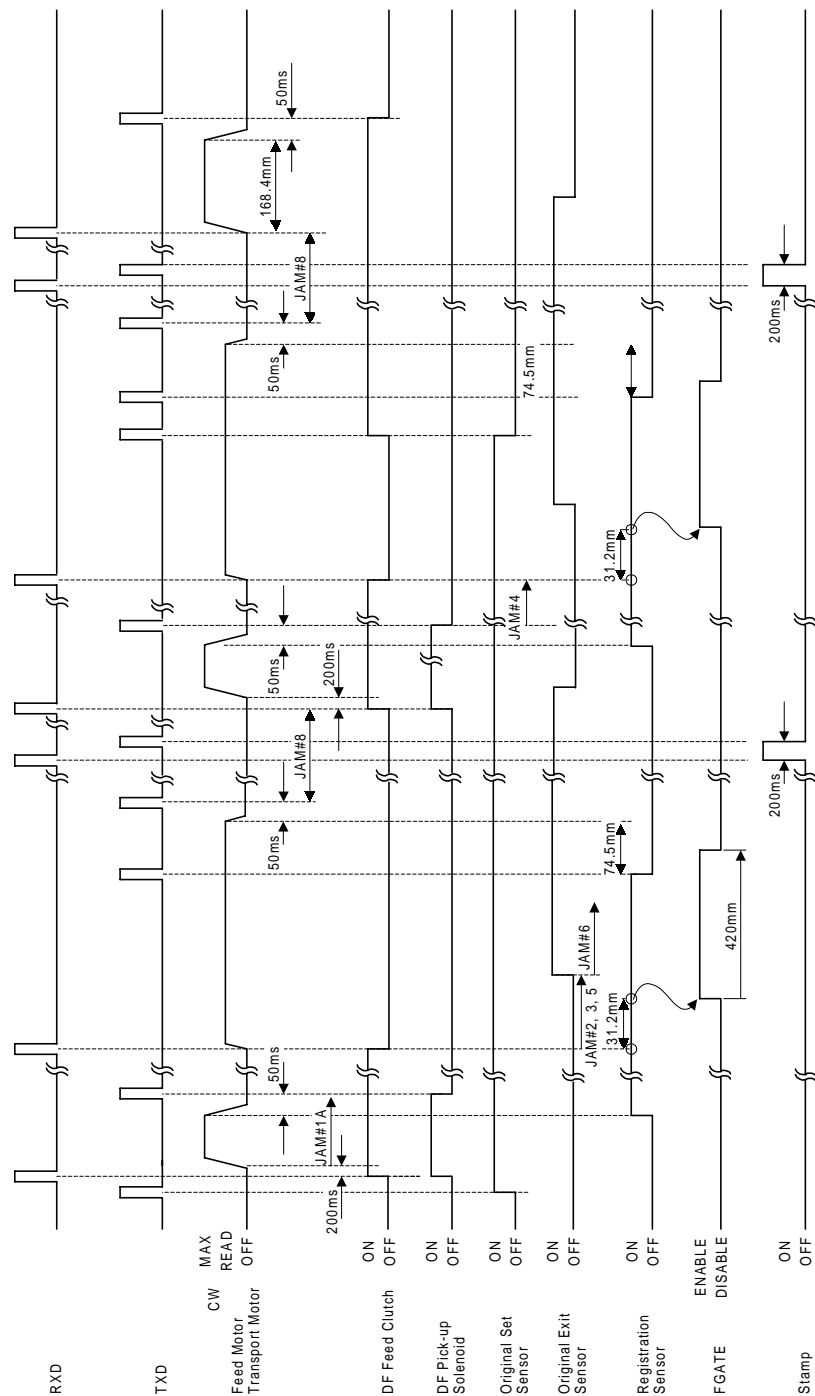 RXD
TXD
CW
MAX
READ
OFF
Feed Motor
Transport Motor
200ms
JAM#1A
50ms
50ms
JAM#8
200ms
50ms
50ms
JAM#8
168.4mm
50ms
DF Feed Clutch
ON
OFF
DF Pick-up
Solenoid
ON
OFF
Original Set
Sensor
ON
OFF
JAM#4
74.5mm
Original Exit
Sensor
ON
OFF
JAM#2, 3, 5
JAM#6
Registration
Sensor
ON
OFF
31.2mm
74.5mm
31.2mm
FGATE
ENABLE
DISABLE
420mm
Stamp
ON
OFF
200ms
200ms